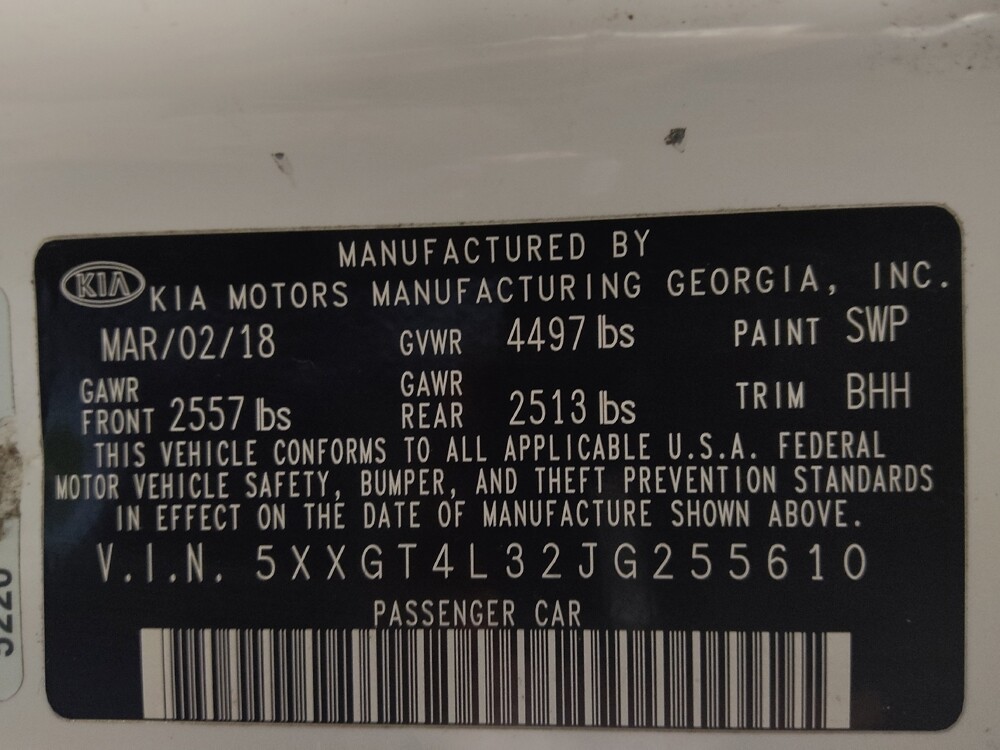 MANUFACTURED BY
KIA KIA MOTORS MANUFACTURING GEORGIA, INC.
MAR/02/18 GVWR 4497 lbs PAINT SWP
GAWR FRONT 2557 lbs GAWR REAR 2513 lbs TRIM BHH
THIS VEHICLE CONFORMS TO ALL APPLICABLE U.S.A. FEDERAL
MOTOR VEHICLE SAFETY, BUMPER, AND THEFT PREVENTION STANDARDS
IN EFFECT ON THE DATE OF MANUFACTURE SHOWN ABOVE.
V.I.N. 5XXGT4L32JG255610
PASSENGER CAR